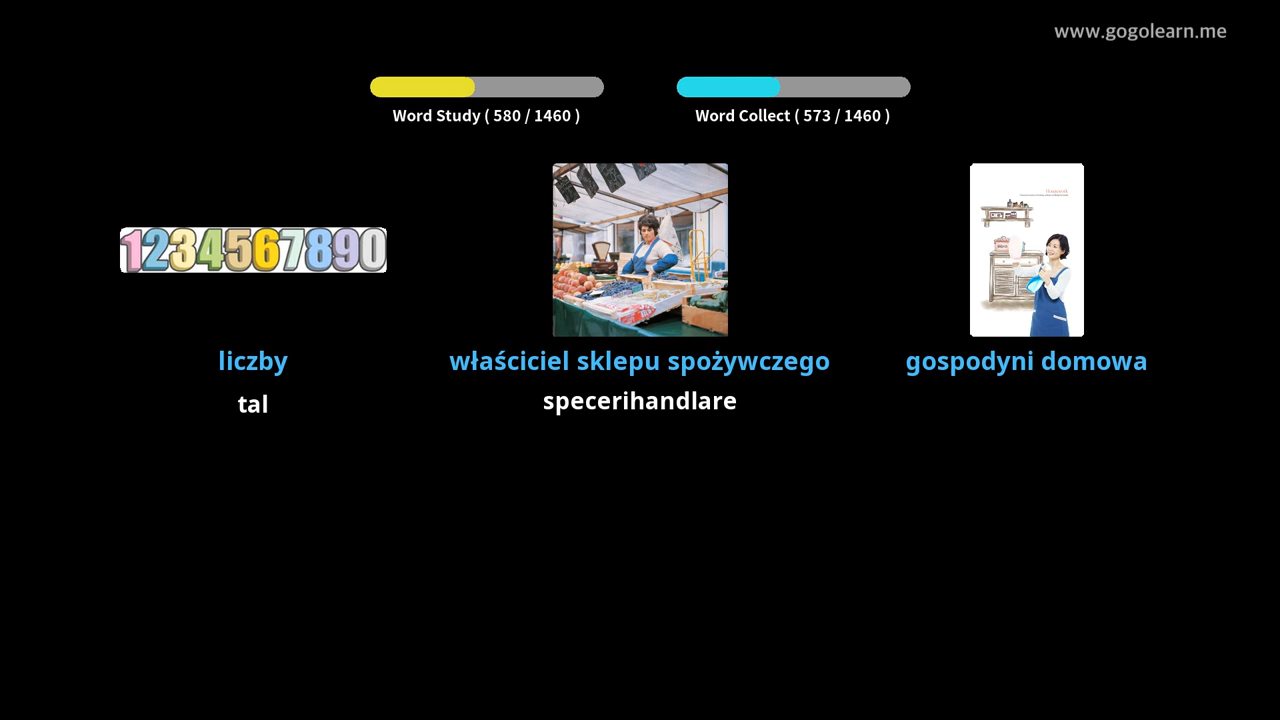 www.gogolearn.me
Word Study ( 580 / 1460 )
Word Collect ( 573 / 1460 )
1234567890
liczby
tal
właściciel sklepu spożywczego
specerihandlare
gospodyni domowa